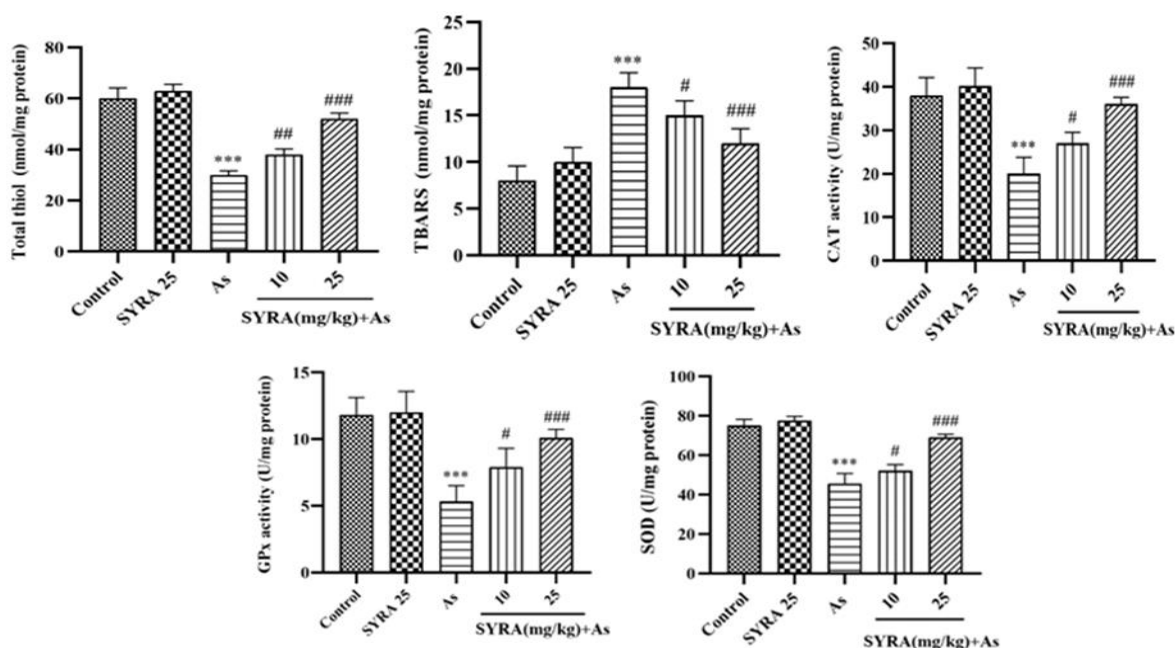 Total thiol (nmol/mg protein)
80
60
40
20
0
***
##
###
Control
SYRA 25
As
10
25
SYRA(mg/kg)+As
TBARS (nmol/mg protein)
25
20
15
10
5
0
***
#
###
Control
SYRA 25
As
10
25
SYRA(mg/kg)+As
CAT activity (U/mg protein)
50
40
30
20
10
0
***
#
###
Control
SYRA 25
As
10
25
SYRA(mg/kg)+As
GPx activity (U/mg protein)
15
10
5
0
***
#
###
Control
SYRA 25
As
10
25
SYRA(mg/kg)+As
SOD (U/mg protein)
100
80
60
40
20
0
***
#
###
Control
SYRA 25
As
10
25
SYRA(mg/kg)+As